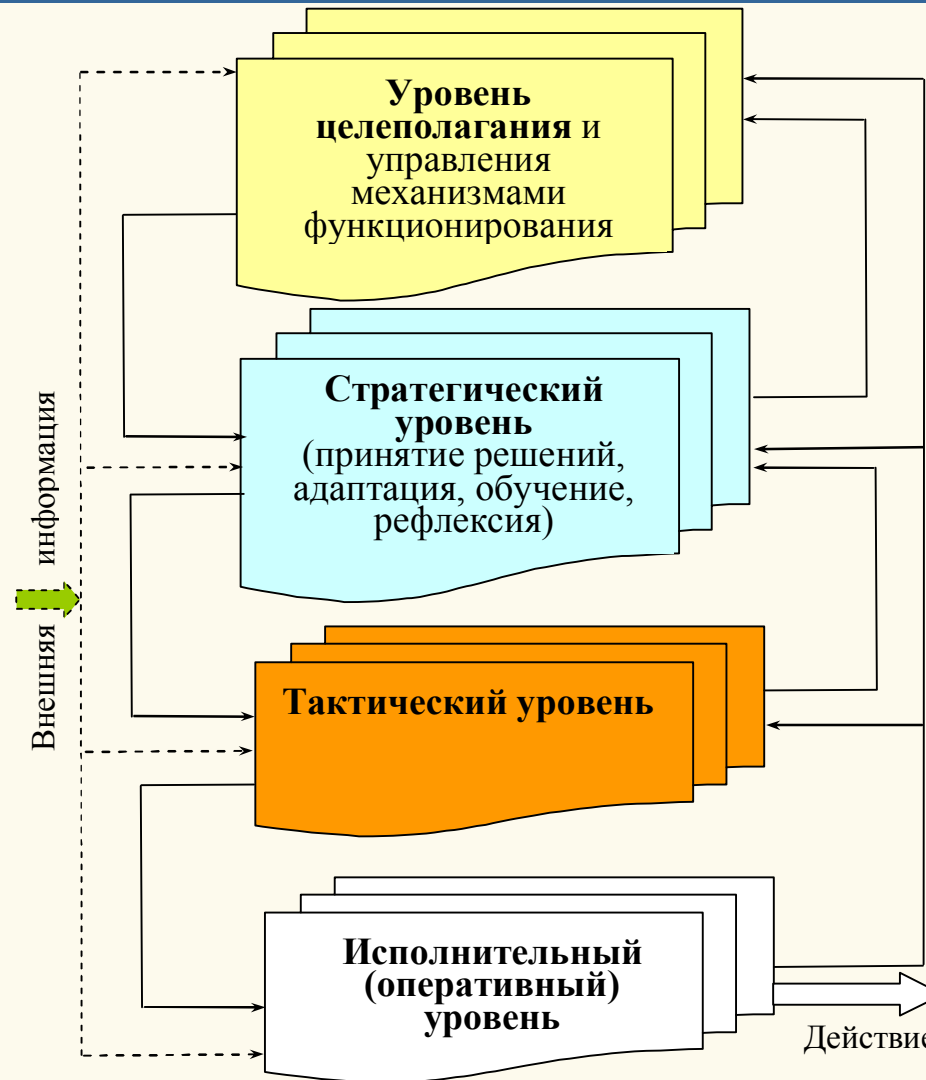 Уровень
целеполагания и
управления
механизмами
функционирования
Стратегический
уровень
(принятие решений,
адаптация, обучение,
рефлексия)
Внешняя информация
Тактический уровень
Исполнительный
(оперативный)
уровень
Действие